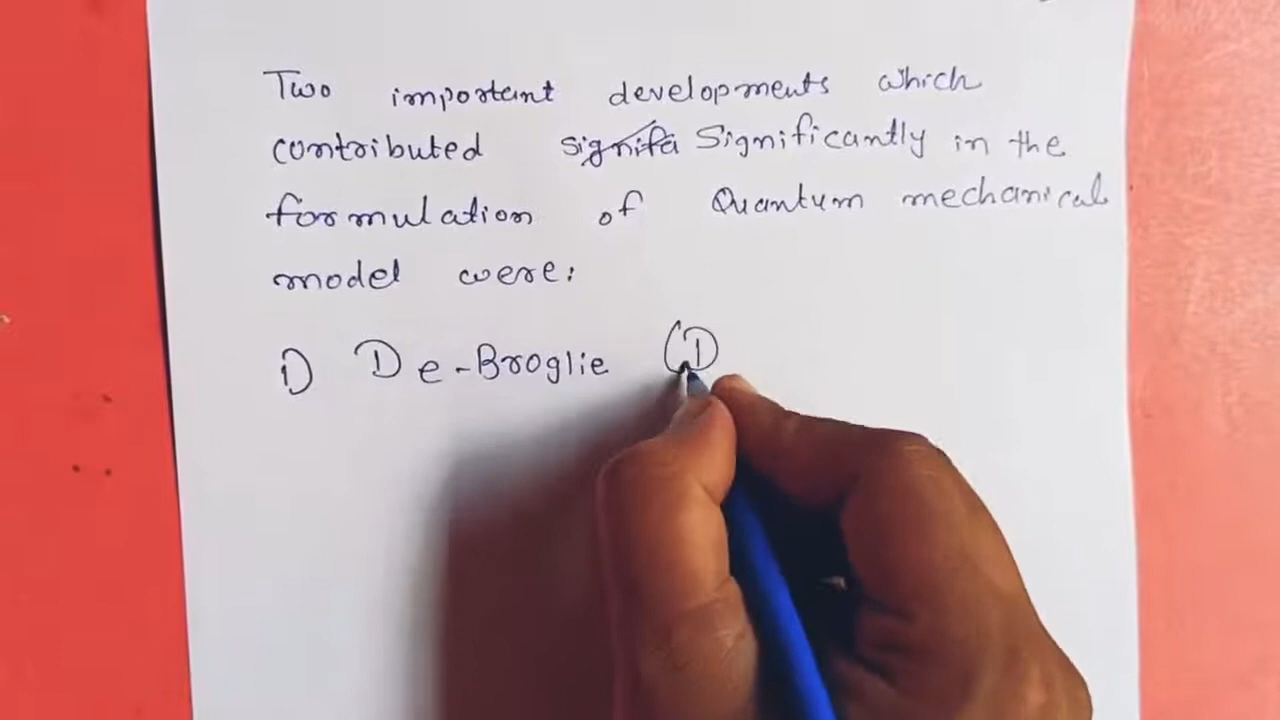 Two important developments which
contributed signifa Significantly in the
formulation of Quantum mechanical
model were:
1) De-Broglie (D